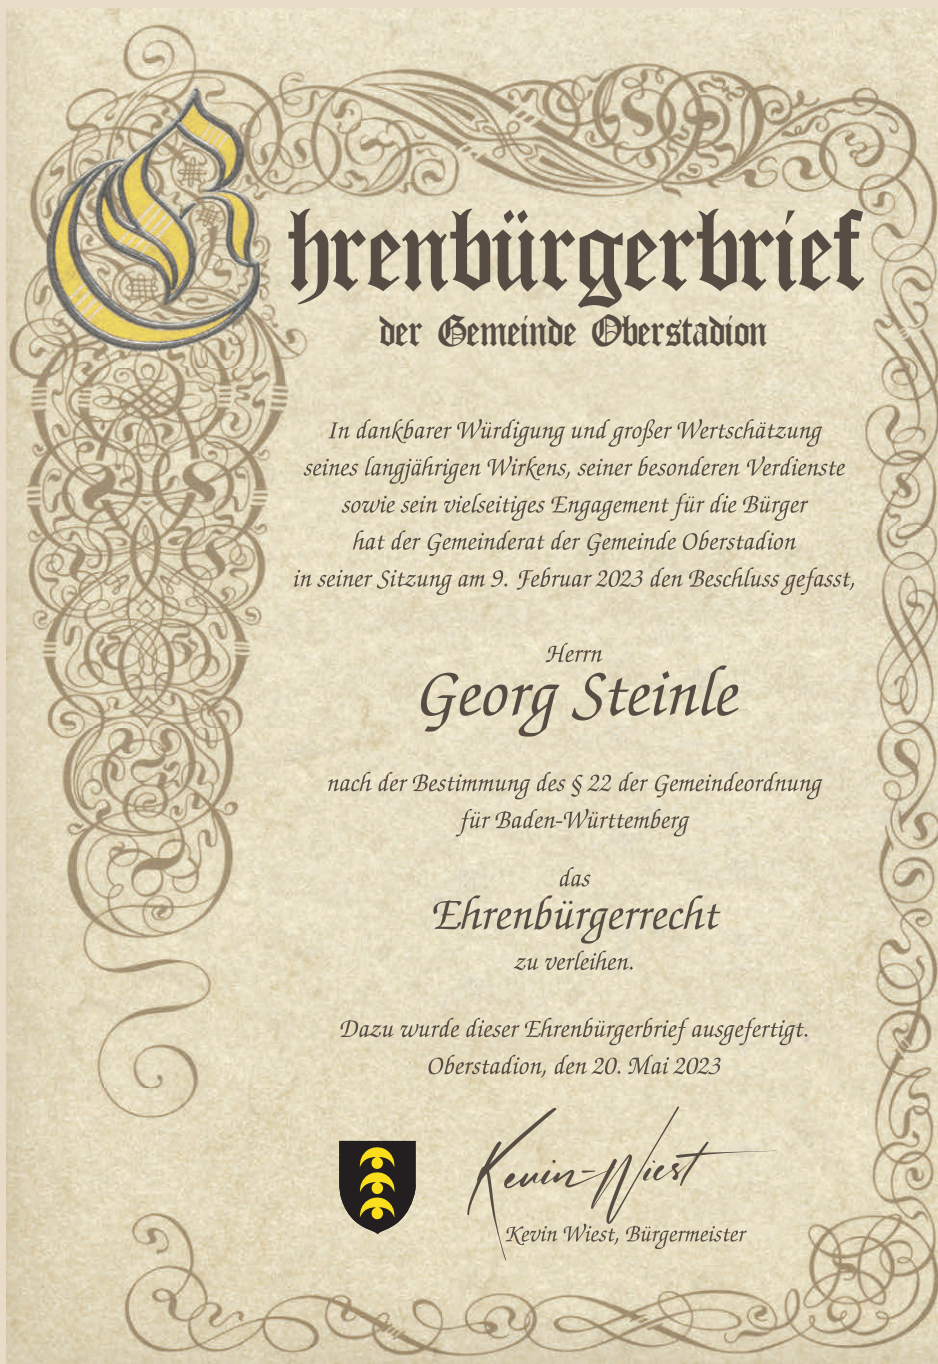 Ehrenbürgerbrief
der Gemeinde Oberstadion
In dankbarer Würdigung und großer Wertschätzung
seines langjährigen Wirkens, seiner besonderen Verdienste
sowie sein vielseitiges Engagement für die Bürger
hat der Gemeinderat der Gemeinde Oberstadion
in seiner Sitzung am 9. Februar 2023 den Beschluss gefasst,
Herrn
Georg Steinle
nach der Bestimmung des § 22 der Gemeindeordnung
für Baden-Württemberg
das
Ehrenbürgerrecht
zu verleihen.
Dazu wurde dieser Ehrenbürgerbrief ausgefertigt.
Oberstadion, den 20. Mai 2023
Kevin Wiest
Kevin Wiest, Bürgermeister